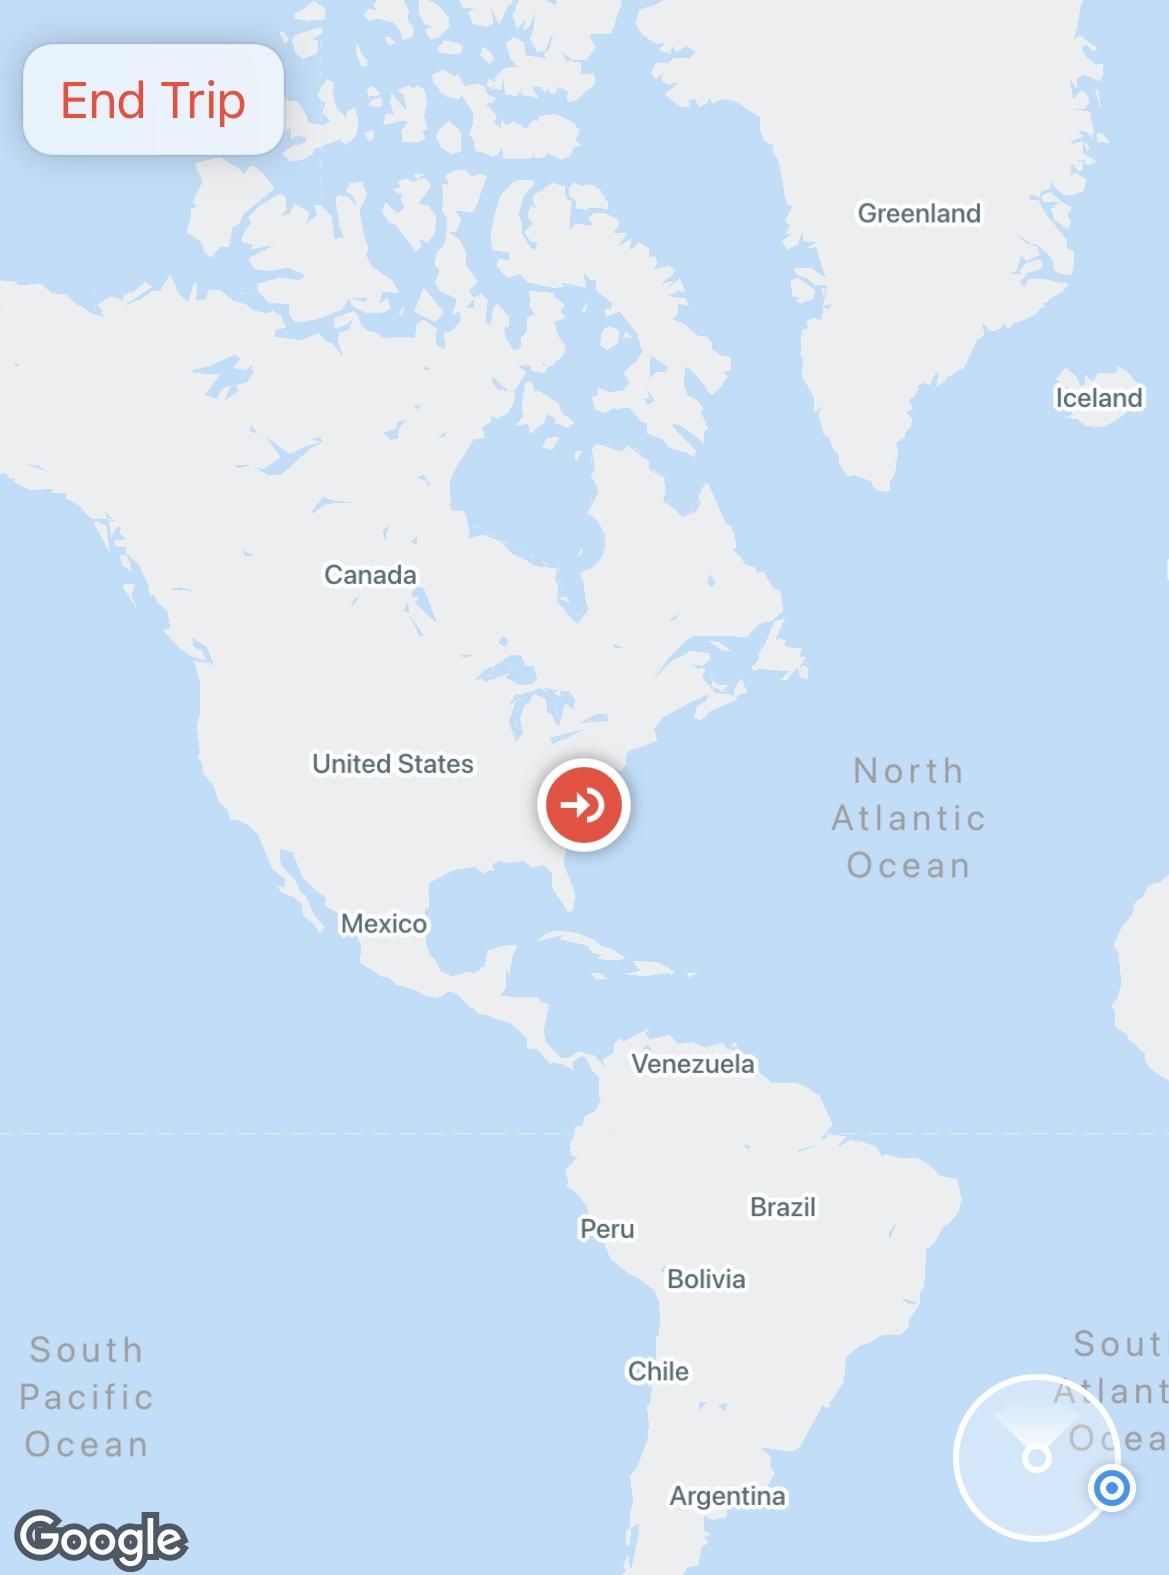 End Trip
Greenland
Iceland
Canada
United States
North
Atlantic
Ocean
Mexico
Venezuela
Brazil
Peru
Bolivia
South
Pacific
Ocean
Chile
Argentina
Google